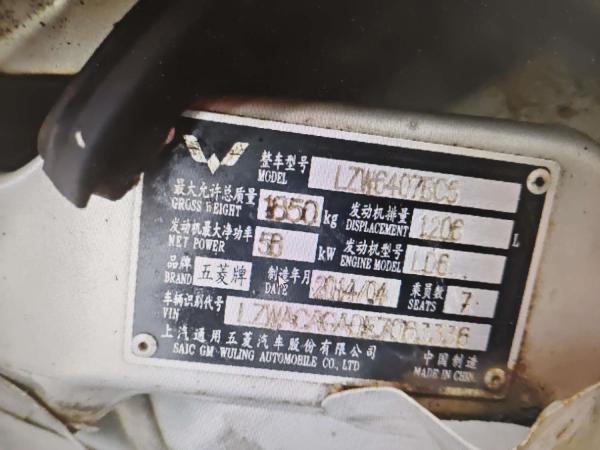 整车型号 LZW6407BC5
MODEL
最大允许总质量 1650 kg 发动机排量 1206 L
GROSS WEIGHT DISPLACEMENT
发动机最大净功率 56 kW 发动机型号 LD6
NET POWER ENGINE MODEL
品牌 五菱牌 制造年月 2014/04 乘员数 7
BRAND DATE SEATS
车辆识别代号
VIN
上汽通用五菱汽车股份有限公司 中国制造
SAIC GM WULING AUTOMOBILE CO., LTD MADE IN CHINA